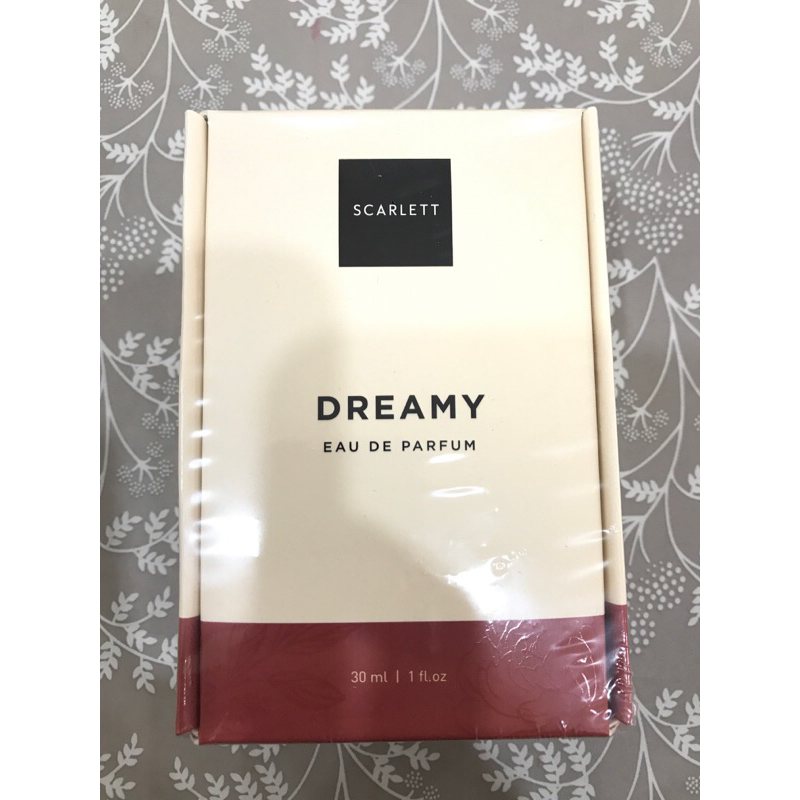 SCARLETT
DREAMY
EAU DE PARFUM
30 ml | 1 fl.oz